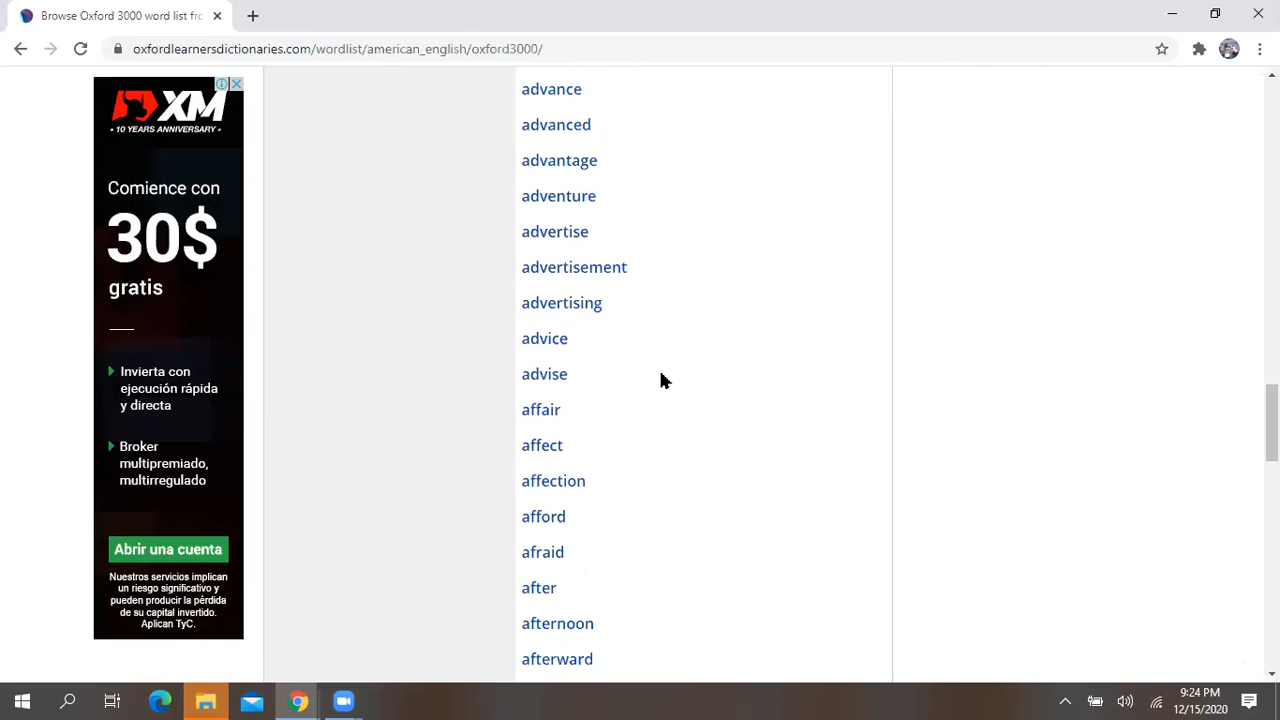 Browse Oxford 3000 word list fro
oxfordlearnersdictionaries.com/wordlist/american_english/oxford3000/
XM
• 10 YEARS ANNIVERSARY •
Comience con
30$
gratis
Invierta con
ejecución rápida
y directa
Broker
multipremiado,
multirregulado
Abrir una cuenta
Nuestros servicios implican
un riesgo significativo y
pueden producir la pérdida
de su capital invertido.
Aplican TyC.
advance
advanced
advantage
adventure
advertise
advertisement
advertising
advice
advise
affair
affect
affection
afford
afraid
after
afternoon
afterward
9:24 PM
12/15/2020